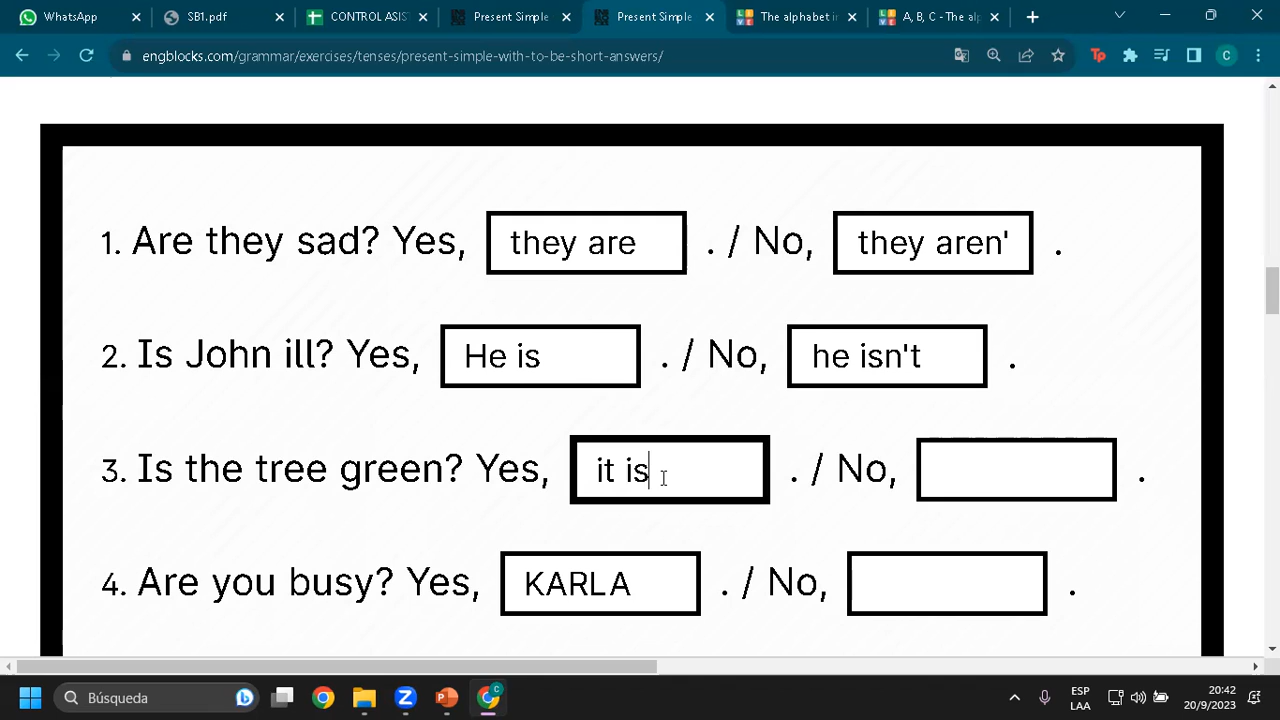 WhatsApp
SB1.pdf
CONTROL ASIS
Present Simple
Present Simple
The alphabet in
A, B, C - The alp
engblocks.com/grammar/exercises/tenses/present-simple-with-to-be-short-answers/
1. Are they sad? Yes, they are . / No, they aren' .
2. Is John ill? Yes, He is . / No, he isn't .
3. Is the tree green? Yes, it is . / No, .
4. Are you busy? Yes, KARLA . / No, .
Búsqueda
ESP
LAA
20:42
20/9/2023